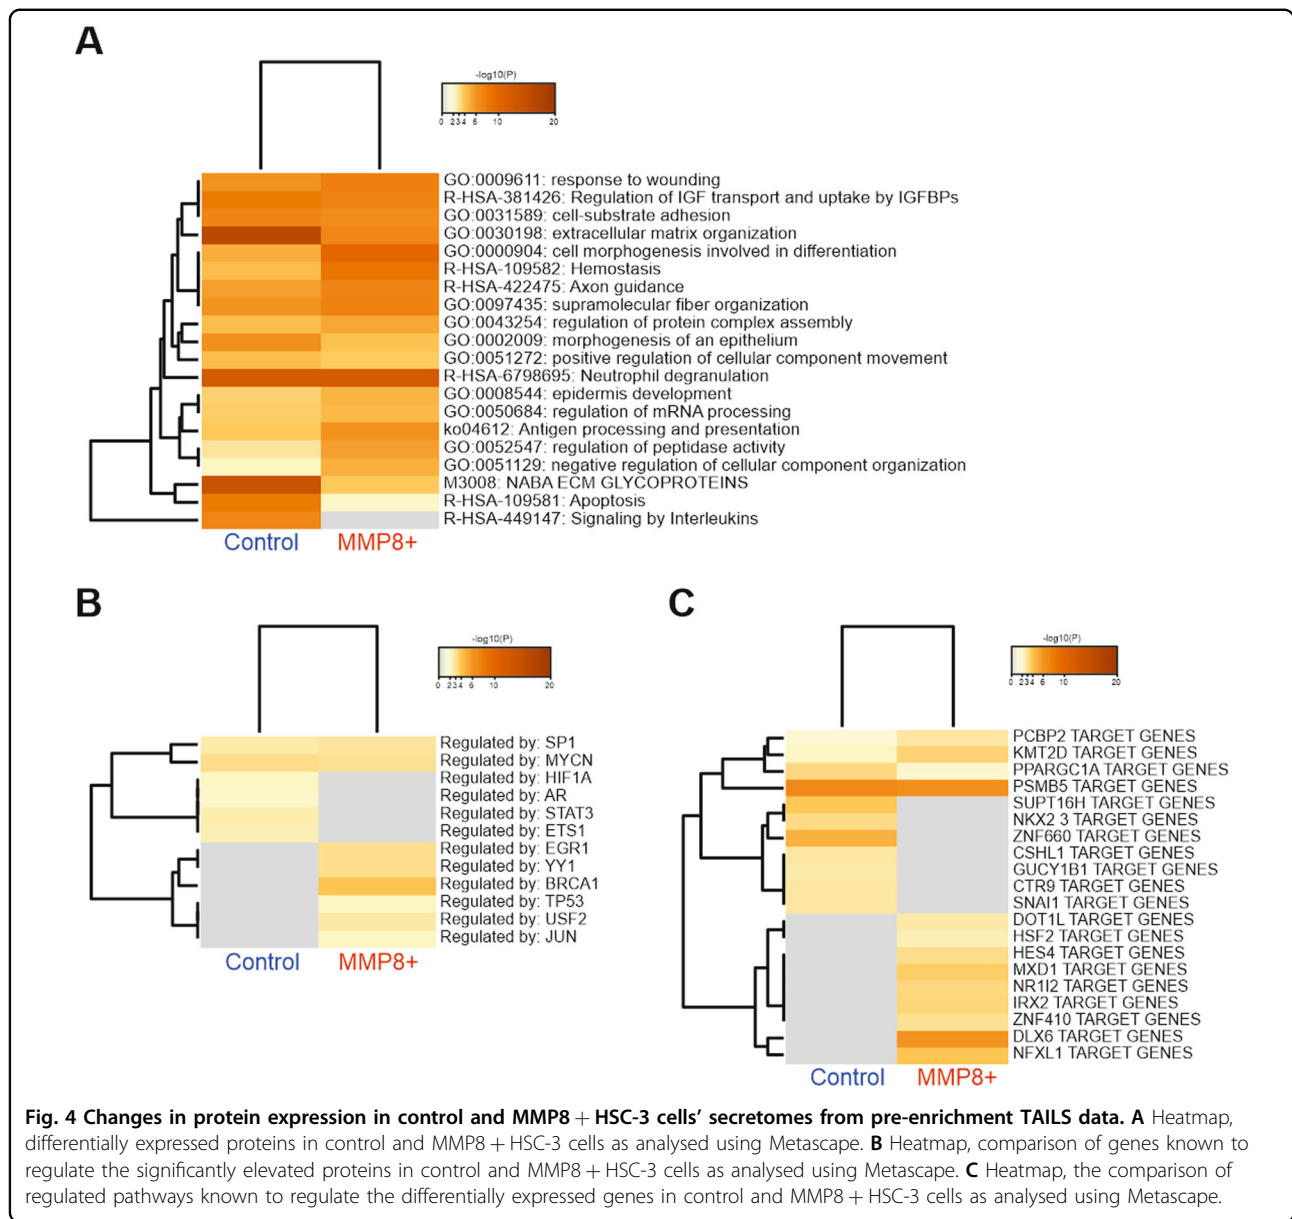 A
-log10(P)
0 2 3 4 6 10 20
GO:0009611: response to wounding
R-HSA-381426: Regulation of IGF transport and uptake by IGFBPs
GO:0031589: cell-substrate adhesion
GO:0030198: extracellular matrix organization
GO:0000904: cell morphogenesis involved in differentiation
R-HSA-109582: Hemostasis
R-HSA-422475: Axon guidance
GO:0097435: supramolecular fiber organization
GO:0043254: regulation of protein complex assembly
GO:0002009: morphogenesis of an epithelium
GO:0051272: positive regulation of cellular component movement
R-HSA-6798695: Neutrophil degranulation
GO:0008544: epidermis development
GO:0050684: regulation of mRNA processing
ko04612: Antigen processing and presentation
GO:0052547: regulation of peptidase activity
GO:0051129: negative regulation of cellular component organization
M3008: NABA ECM GLYCOPROTEINS
R-HSA-109581: Apoptosis
R-HSA-449147: Signaling by Interleukins
Control MMP8+
B
-log10(P)
0 2 3 4 6 10 20
Regulated by: SP1
Regulated by: MYCN
Regulated by: HIF1A
Regulated by: AR
Regulated by: STAT3
Regulated by: ETS1
Regulated by: EGR1
Regulated by: YY1
Regulated by: BRCA1
Regulated by: TP53
Regulated by: USF2
Regulated by: JUN
Control MMP8+
C
-log10(P)
0 2 3 4 6 10 20
PCBP2 TARGET GENES
KMT2D TARGET GENES
PPARGC1A TARGET GENES
PSMB5 TARGET GENES
SUPT16H TARGET GENES
NKX2 3 TARGET GENES
ZNF660 TARGET GENES
CSHL1 TARGET GENES
GUCY1B1 TARGET GENES
CTR9 TARGET GENES
SNAI1 TARGET GENES
DOT1L TARGET GENES
HSF2 TARGET GENES
HES4 TARGET GENES
MXD1 TARGET GENES
NR1I2 TARGET GENES
IRX2 TARGET GENES
ZNF410 TARGET GENES
DLX6 TARGET GENES
NFXL1 TARGET GENES
Control MMP8+
Fig. 4 Changes in protein expression in control and MMP8 + HSC-3 cells' secretomes from pre-enrichment TAILS data. A Heatmap,
differentially expressed proteins in control and MMP8 + HSC-3 cells as analysed using Metascape. B Heatmap, comparison of genes known to
regulate the significantly elevated proteins in control and MMP8 + HSC-3 cells as analysed using Metascape. C Heatmap, the comparison of
regulated pathways known to regulate the differentially expressed genes in control and MMP8 + HSC-3 cells as analysed using Metascape.